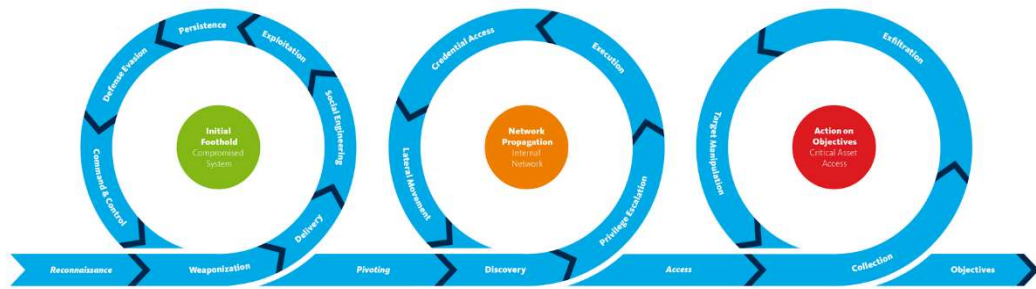 Reconnaissance
Weaponization
Delivery
Social Engineering
Exploitation
Persistence
Defense Evasion
Command & Control
Initial
Foothold
Compromised
System
Pivoting
Discovery
Privilege Escalation
Execution
Credential Access
Lateral Movement
Network
Propagation
Internal
Network
Access
Collection
Exfiltration
Target Manipulation
Action on
Objectives
Critical Asset
Access
Objectives